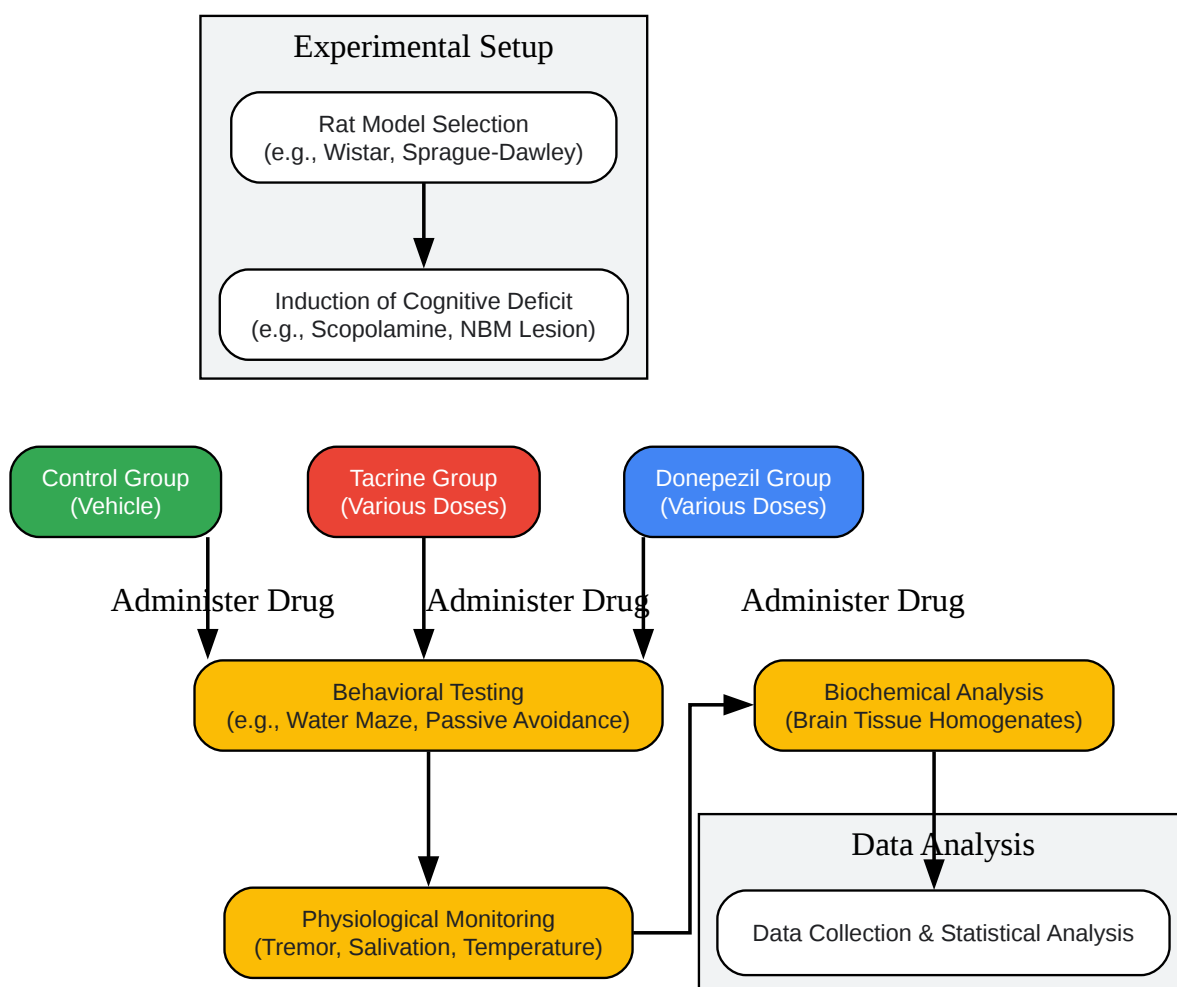 Experimental Setup
Rat Model Selection
(e.g., Wistar, Sprague-Dawley)
Induction of Cognitive Deficit
(e.g., Scopolamine, NBM Lesion)
Control Group
(Vehicle)
Tacrine Group
(Various Doses)
Donepezil Group
(Various Doses)
Administer Drug
Administer Drug
Administer Drug
Behavioral Testing
(e.g., Water Maze, Passive Avoidance)
Biochemical Analysis
(Brain Tissue Homogenates)
Physiological Monitoring
(Tremor, Salivation, Temperature)
Data Analysis
Data Collection & Statistical Analysis